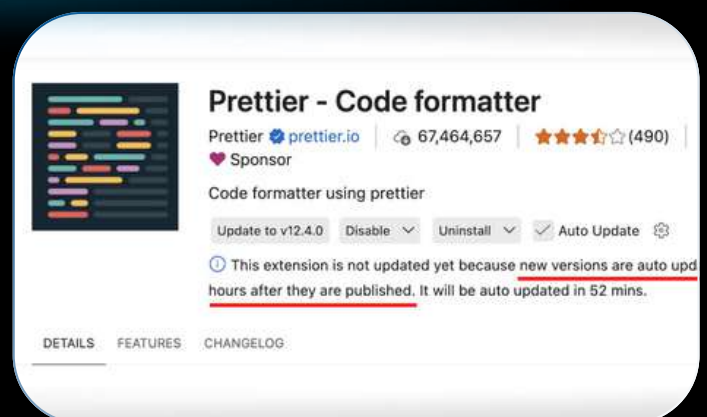 Prettier - Code formatter
Prettier prettier.io 67,464,657 (490)
Sponsor
Code formatter using prettier
Update to v12.4.0 Disable Uninstall Auto Update
This extension is not updated yet because new versions are auto upd
hours after they are published. It will be auto updated in 52 mins.
DETAILS FEATURES CHANGELOG